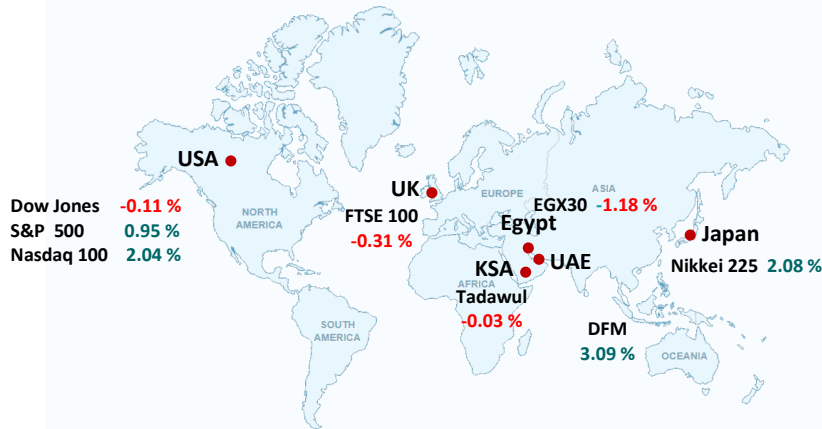 USA
Dow Jones -0.11 %
S&P 500 0.95 %
Nasdaq 100 2.04 %
NORTH
AMERICA
SOUTH
AMERICA
UK
FTSE 100
-0.31 %
EUROPE
ASIA
EGX30 -1.18 %
Egypt
KSA
UAE
AFRICA
Tadawul
-0.03 %
Japan
Nikkei 225 2.08 %
DFM
3.09 %
OCEANIA